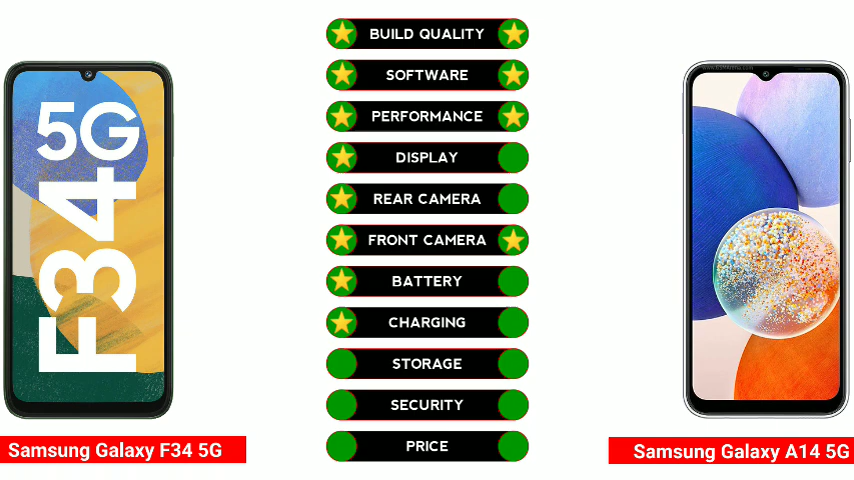 5G
F34
Samsung Galaxy F34 5G
BUILD QUALITY
SOFTWARE
PERFORMANCE
DISPLAY
REAR CAMERA
FRONT CAMERA
BATTERY
CHARGING
STORAGE
SECURITY
PRICE
Samsung Galaxy A14 5G